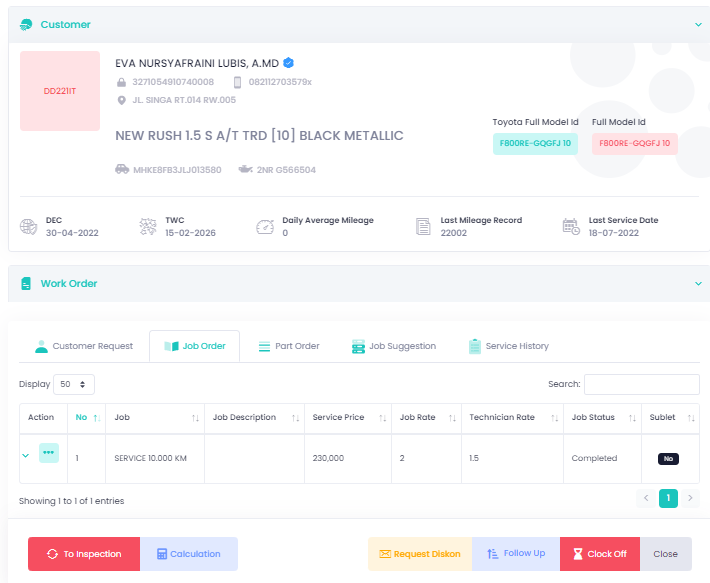 Customer
DD221IT
EVA NURSYAFRAINI LUBIS, A.MD
3271054910740008 082112703579x
JL. SINGA RT.014 RW.005
NEW RUSH 1.5 S A/T TRD [10] BLACK METALLIC
Toyota Full Model Id Full Model Id
F800RE-GQGFJ 10 F800RE-GQGFJ 10
MHKE8FB3JLJ013580 2NR G566504
DEC TWC Daily Average Mileage Last Mileage Record Last Service Date
30-04-2022 15-02-2026 0 22002 18-07-2022
Work Order
Customer Request Job Order Part Order Job Suggestion Service History
Display 50 Search:
Action No Job Job Description Service Price Job Rate Technician Rate Job Status Sublet
1 SERVICE 10.000 KM 230,000 2 1.5 Completed No
Showing 1 to 1 of 1 entries 1
To Inspection Calculation Request Diskon Follow Up Clock Off Close